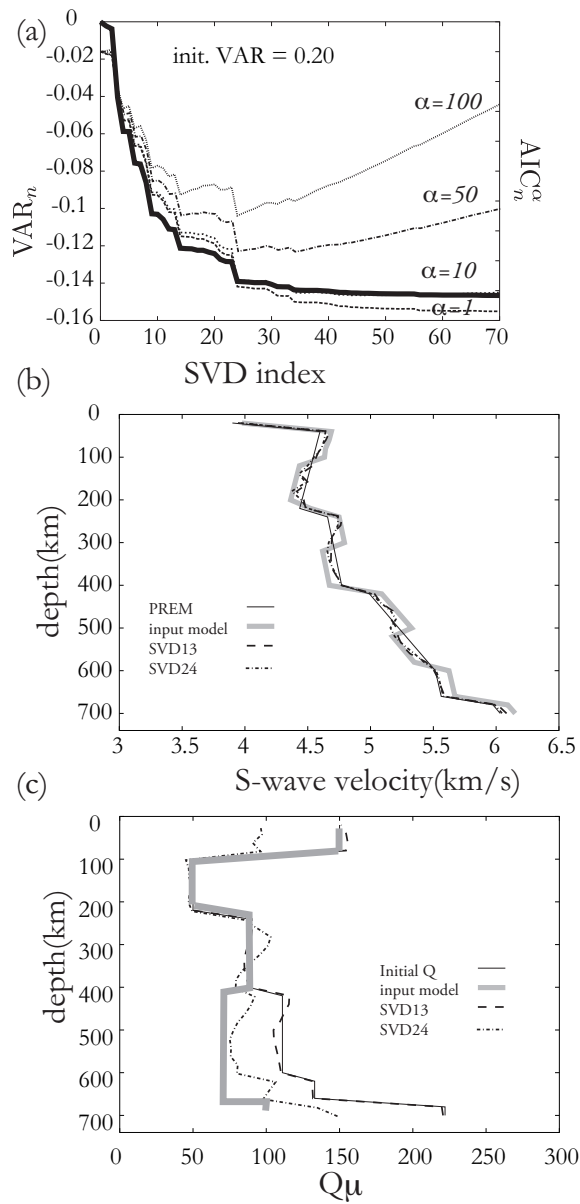 (a)
init. VAR = 0.20
0
-0.02
-0.04
-0.06
-0.08
-0.1
-0.12
-0.14
-0.16
VAR_n
AIC_n^α
α=100
α=50
α=10
α=1
0 10 20 30 40 50 60 70
SVD index
(b)
0
100
200
300
400
500
600
700
depth(km)
PREM
input model
SVD13
SVD24
3 3.5 4 4.5 5 5.5 6 6.5
S-wave velocity(km/s)
(c)
0
100
200
300
400
500
600
700
depth(km)
Initial Q
input model
SVD13
SVD24
0 50 100 150 200 250 300
Qμ